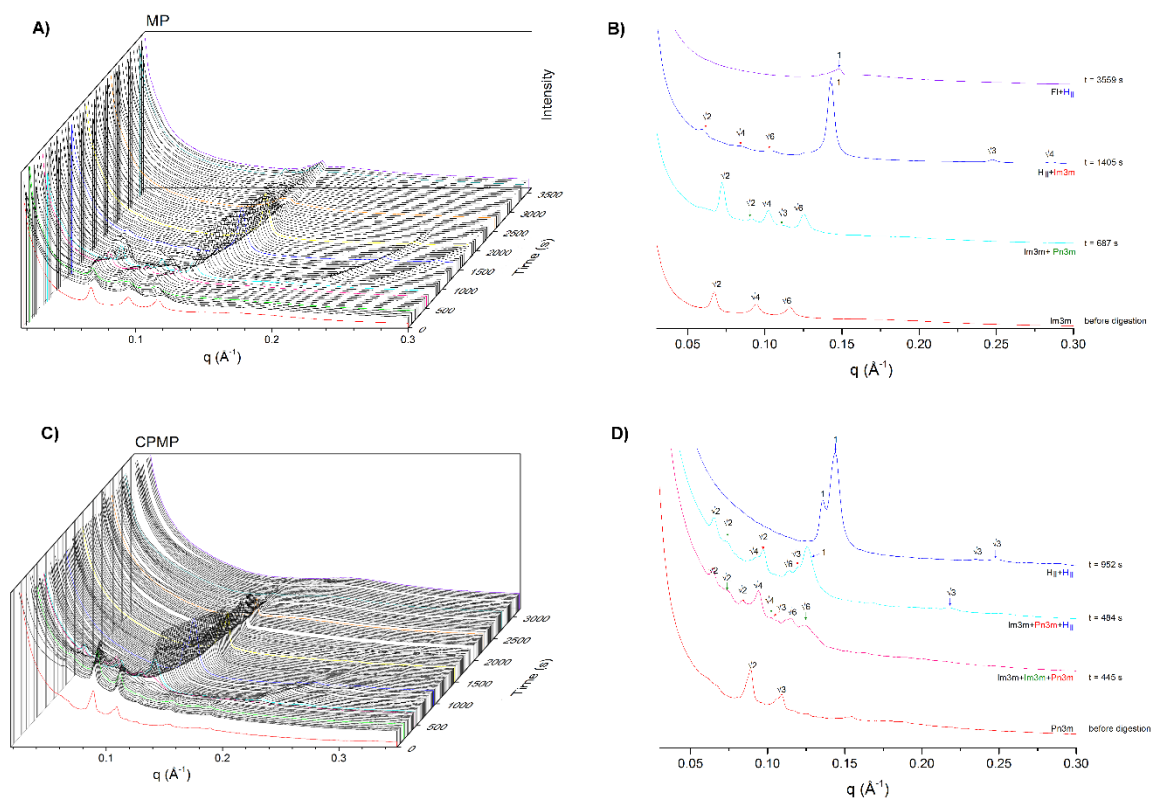 A)
MP
Intensity
3500
3000
2500
2000
1500
1000
500
0
Time (s)
0.1
0.2
0.3
q (Å⁻¹)
B)
1
t = 3559 s
Fl+H||
1
√2
√4
√6
√3
√4
t = 1405 s
H||+Im3m
√2
√2
√4
√3
√6
t = 687 s
Im3m+ Pn3m
√2
√4
√6
Im3m
before digestion
0.05
0.10
0.15
0.20
0.25
0.30
q (Å⁻¹)
C)
CPMP
3000
2500
2000
1500
1000
500
0
Time (s)
0.1
0.2
0.3
q (Å⁻¹)
D)
1
1
√3
√3
t = 952 s
H||+H||
√2
√2
√4
√2
√6
√3
1
√3
t = 484 s
Im3m+Pn3m+H||
√2
√2
√2
√4
√4
√3
√6
√6
t = 445 s
Im3m+Im3m+Pn3m
√2
√3
Pn3m
before digestion
0.05
0.10
0.15
0.20
0.25
0.30
q (Å⁻¹)